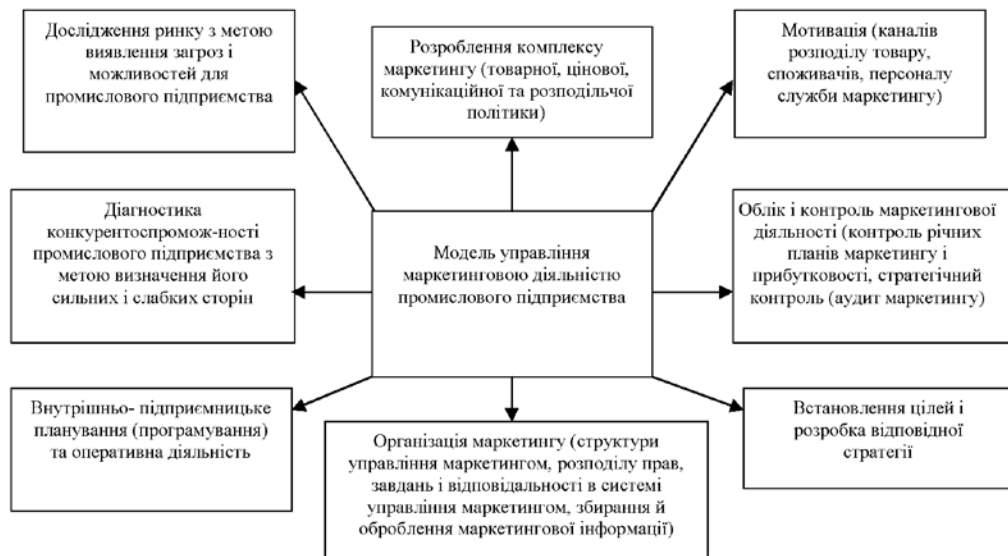 Дослідження ринку з метою
виявлення загроз і
можливостей для
промислового підприємства
Розроблення комплексу
маркетингу (товарної, цінової,
комунікаційної та розподільчої
політики)
Мотивація (каналів
розподілу товару,
споживачів, персоналу
служби маркетингу)
Діагностика
конкурентоспромож-ності
промислового підприємства з
метою визначення його
сильних і слабких сторін
Модель управління
маркетинговою діяльністю
промислового підприємства
Облік і контроль маркетингової
діяльності (контроль річних
планів маркетингу і
прибутковості, стратегічний
контроль (аудит маркетингу)
Внутрішньо- підприємницьке
планування (програмування)
та оперативна діяльність
Організація маркетингу (структури
управління маркетингом, розподілу прав,
завдань і відповідальності в системі
управління маркетингом, збирання й
оброблення маркетингової інформації)
Встановлення цілей і
розробка відповідної
стратегії